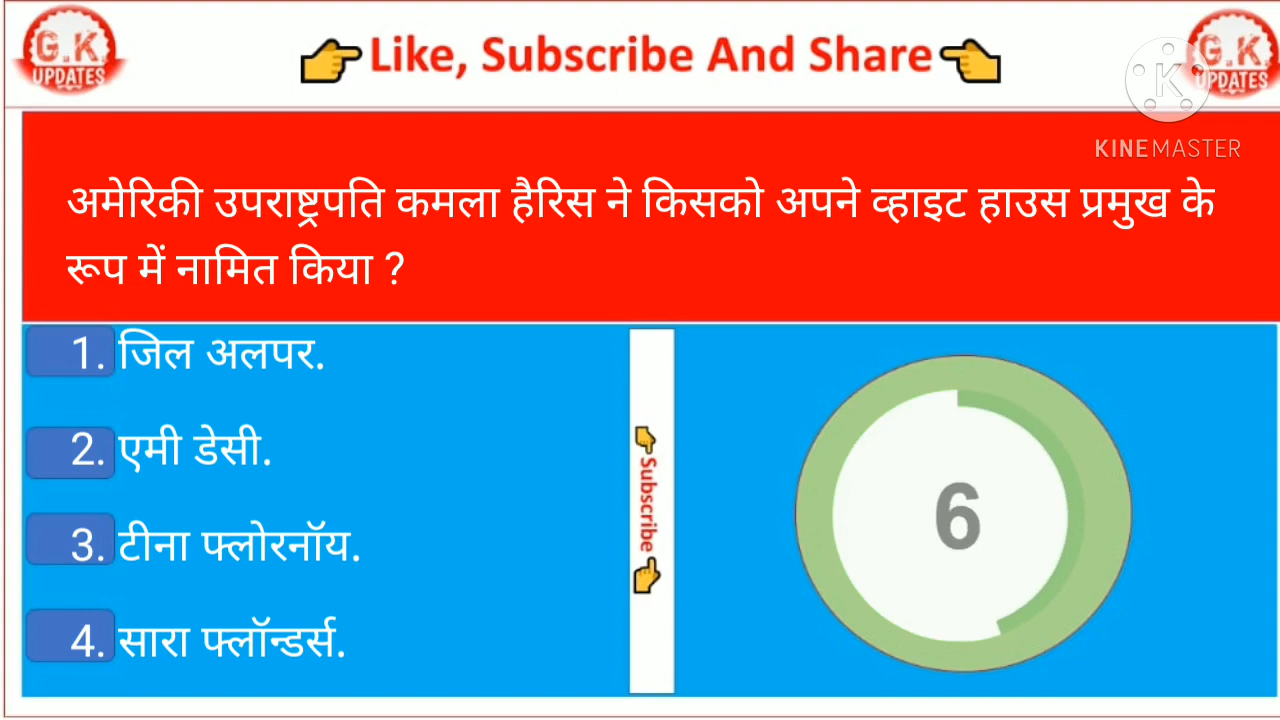 G.K.
UPDATES
👉Like, Subscribe And Share👈
G.K.
UPDATES
K
KINEMASTER
अमेरिकी उपराष्ट्रपति कमला हैरिस ने किसको अपने व्हाइट हाउस प्रमुख के
रूप में नामित किया ?
1. जिल अलपर.
2. एमी डेसी.
3. टीना फ्लोरनॉय.
4. सारा फ्लॉन्डर्स.
👉Subscribe👈
6